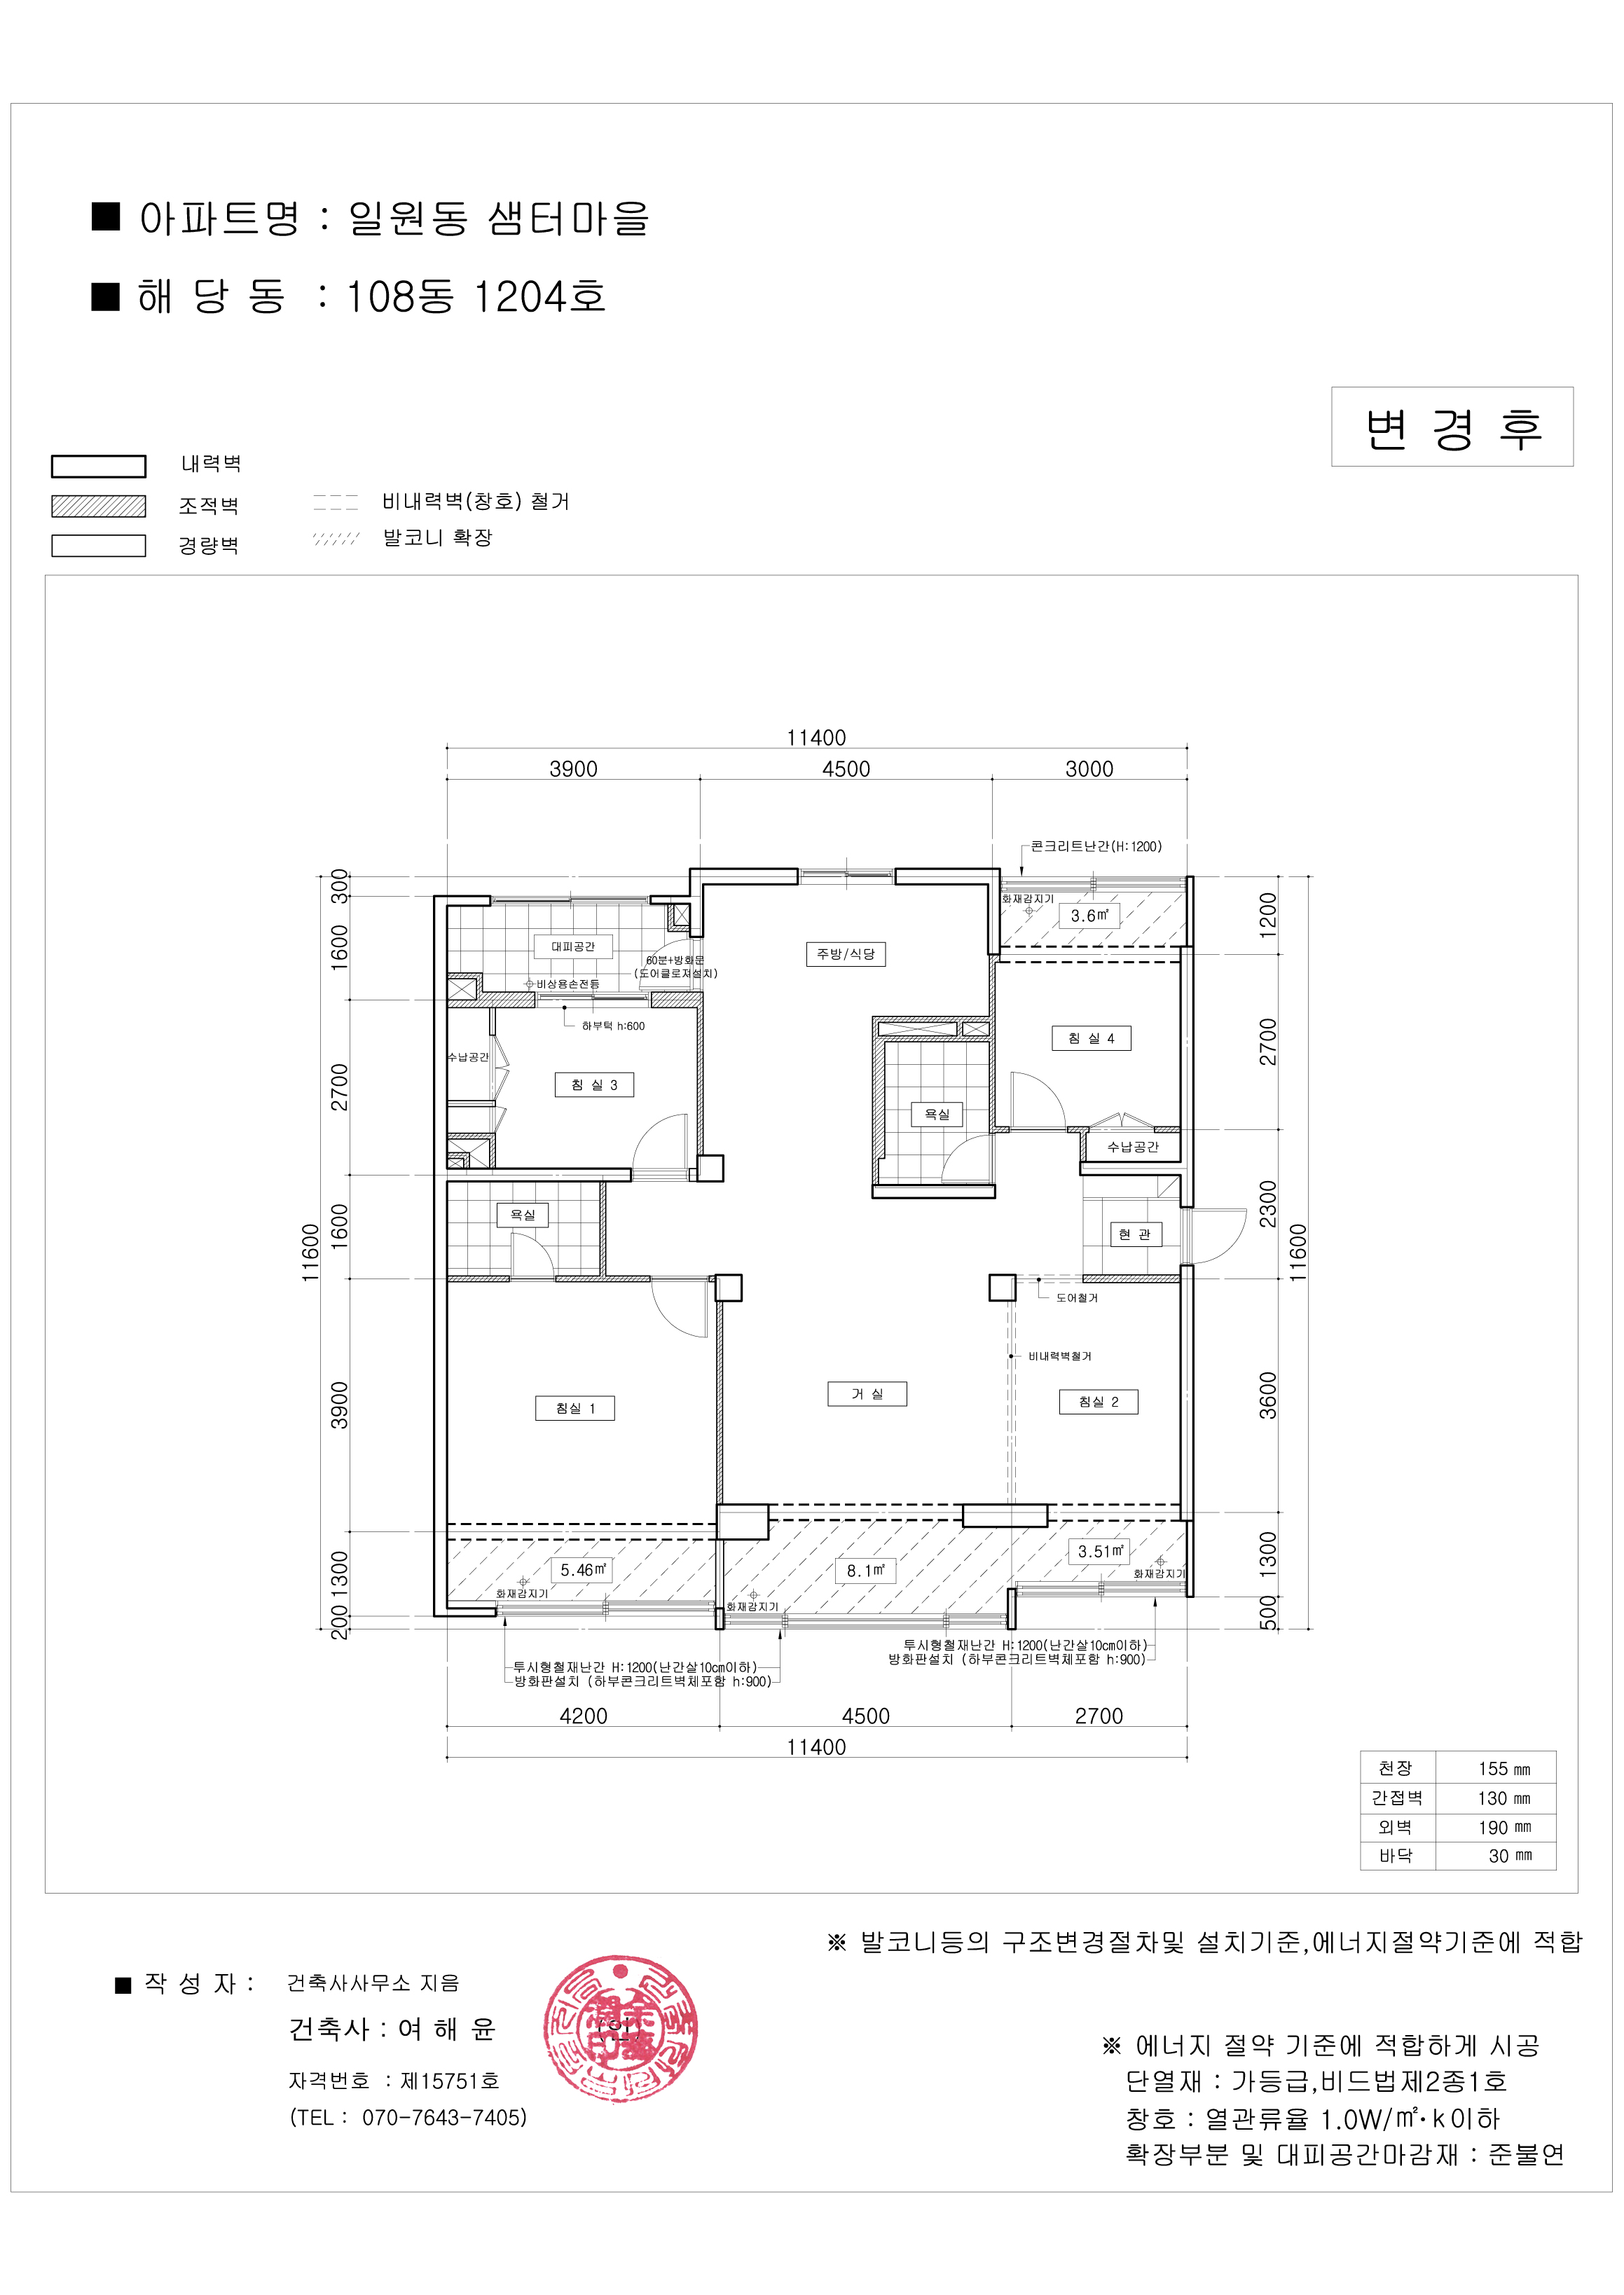 ■ 아파트명 : 일원동 샘터마을
■ 해 당 동 : 108동 1204호
변 경 후
내력벽
조적벽
경량벽
비내력벽(창호) 철거
발코니 확장
11400
3900 4500 3000
콘크리트난간(H:1200)
화재감지기
3.6㎡
300
1600
2700
1600
3900
1300
200
11600
1200
2700
2300
3600
1300
500
11600
대피공간
60분+방화문
(도어클로져설치)
비상용손전등
하부턱 h:600
주방/식당
수납공간
침 실 3
침 실 4
욕실
수납공간
욕실
현 관
도어철거
비내력벽철거
침실 1
거 실
침실 2
5.46㎡
8.1㎡
3.51㎡
화재감지기
화재감지기
화재감지기
투시형철재난간 H:1200(난간살10㎝이하)
방화판설치 (하부콘크리트벽체포함 h:900)
투시형철재난간 H:1200(난간살10㎝이하)
방화판설치 (하부콘크리트벽체포함 h:900)
4200 4500 2700
11400
천장 155 ㎜
간접벽 130 ㎜
외벽 190 ㎜
바닥 30 ㎜
※ 발코니등의 구조변경절차및 설치기준,에너지절약기준에 적합
■ 작 성 자 : 건축사사무소 지음
건축사 : 여 해 윤 (인)
자격번호 : 제15751호
(TEL : 070-7643-7405)
※ 에너지 절약 기준에 적합하게 시공
단열재 : 가등급,비드법제2종1호
창호 : 열관류율 1.0W/㎡·k이하
확장부분 및 대피공간마감재 : 준불연